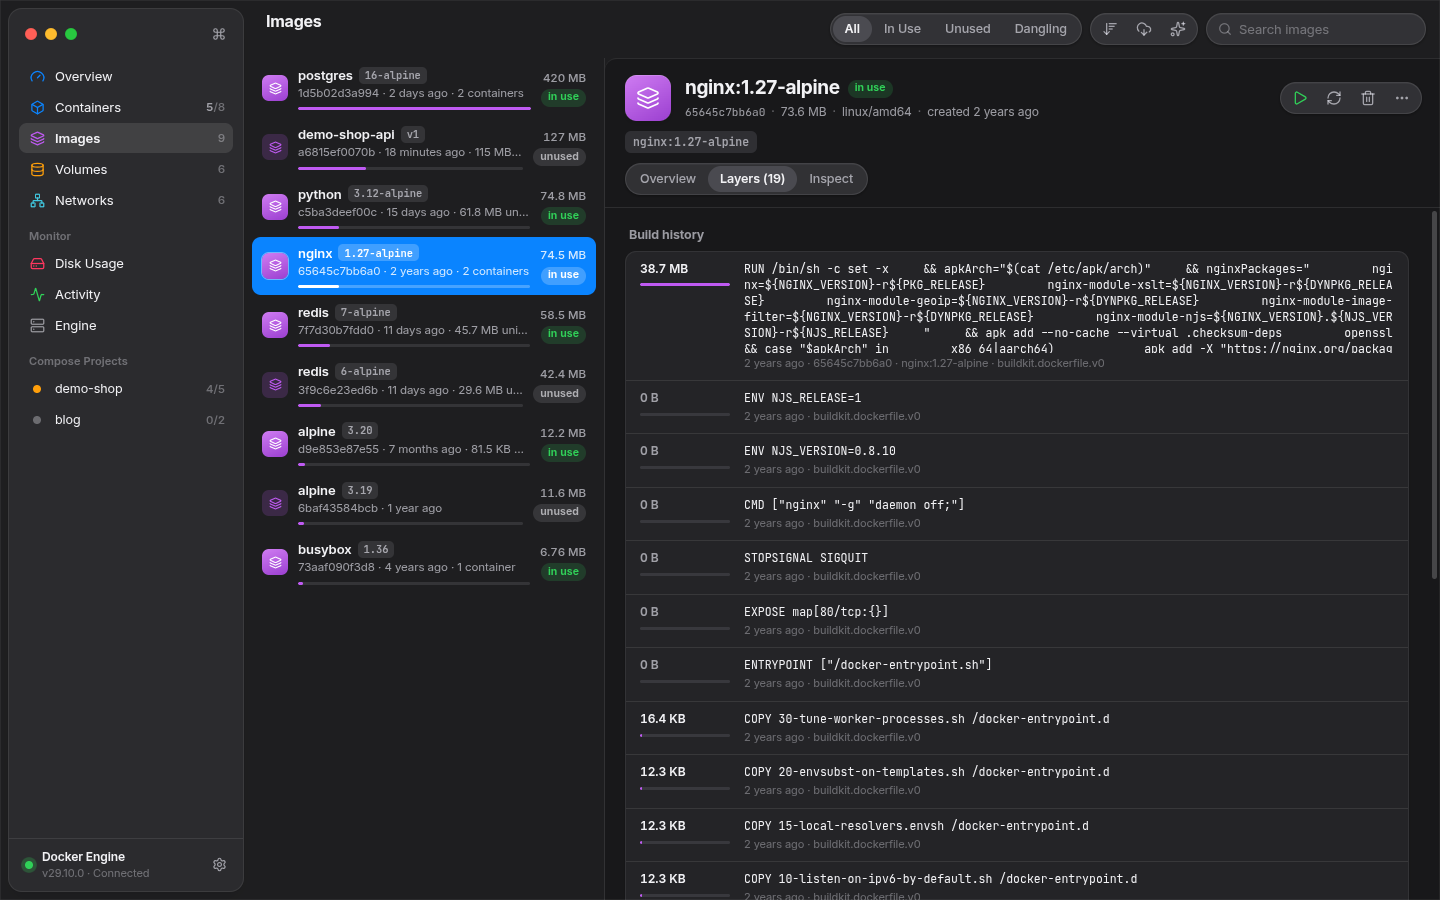 ⌘
Overview
Containers 5/8
Images 9
Volumes 6
Networks 6
Monitor
Disk Usage
Activity
Engine
Compose Projects
demo-shop 4/5
blog 0/2
Docker Engine
v29.10.0 · Connected
Images
All In Use Unused Dangling
Search images
postgres 16-alpine 420 MB
1d5b02d3a994 · 2 days ago · 2 containers in use
demo-shop-api v1 127 MB
a6815ef0070b · 18 minutes ago · 115 MB... unused
python 3.12-alpine 74.8 MB
c5ba3deef00c · 15 days ago · 61.8 MB un... in use
nginx 1.27-alpine 74.5 MB
65645c7bb6a0 · 2 years ago · 2 containers in use
redis 7-alpine 58.5 MB
7f7d30b7fdd0 · 11 days ago · 45.7 MB uni... in use
redis 6-alpine 42.4 MB
3f9c6e23ed6b · 11 days ago · 29.6 MB u... unused
alpine 3.20 12.2 MB
d9e853e87e55 · 7 months ago · 81.5 KB ... in use
alpine 3.19 11.6 MB
6baf43584bcb · 1 year ago unused
busybox 1.36 6.76 MB
73aaf090f3d8 · 4 years ago · 1 container in use
nginx:1.27-alpine in use
65645c7bb6a0 · 73.6 MB · linux/amd64 · created 2 years ago
nginx:1.27-alpine
Overview Layers (19) Inspect
Build history
38.7 MB RUN /bin/sh -c set -x && apkArch="$(cat /etc/apk/arch)" && nginxPackages=" ngi
nx=${NGINX_VERSION}-r${PKG_RELEASE} nginx-module-xslt=${NGINX_VERSION}-r${DYNPKG_RELEA
SE} nginx-module-geoip=${NGINX_VERSION}-r${DYNPKG_RELEASE} nginx-module-image-
filter=${NGINX_VERSION}-r${DYNPKG_RELEASE} nginx-module-njs=${NGINX_VERSION}.${NJS_VER
SION}-r${NJS_RELEASE} " && apk add --no-cache --virtual .checksum-deps openssl
&& case "$apkArch" in x86_64|aarch64) apk add -X "https://nginx.org/packag
2 years ago · 65645c7bb6a0 · nginx:1.27-alpine · buildkit.dockerfile.v0
0 B ENV NJS_RELEASE=1
2 years ago · buildkit.dockerfile.v0
0 B ENV NJS_VERSION=0.8.10
2 years ago · buildkit.dockerfile.v0
0 B CMD ["nginx" "-g" "daemon off;"]
2 years ago · buildkit.dockerfile.v0
0 B STOPSIGNAL SIGQUIT
2 years ago · buildkit.dockerfile.v0
0 B EXPOSE map[80/tcp:{}]
2 years ago · buildkit.dockerfile.v0
0 B ENTRYPOINT ["/docker-entrypoint.sh"]
2 years ago · buildkit.dockerfile.v0
16.4 KB COPY 30-tune-worker-processes.sh /docker-entrypoint.d
2 years ago · buildkit.dockerfile.v0
12.3 KB COPY 20-envsubst-on-templates.sh /docker-entrypoint.d
2 years ago · buildkit.dockerfile.v0
12.3 KB COPY 15-local-resolvers.envsh /docker-entrypoint.d
2 years ago · buildkit.dockerfile.v0
12.3 KB COPY 10-listen-on-ipv6-by-default.sh /docker-entrypoint.d
2 years ago · buildkit.dockerfile.v0